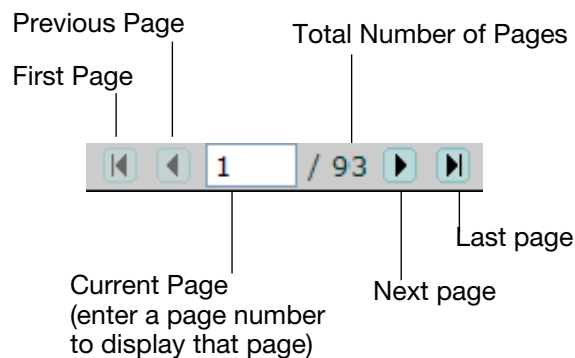 Previous Page
Total Number of Pages
First Page
1 / 93
Last page
Current Page
(enter a page number
to display that page)
Next page